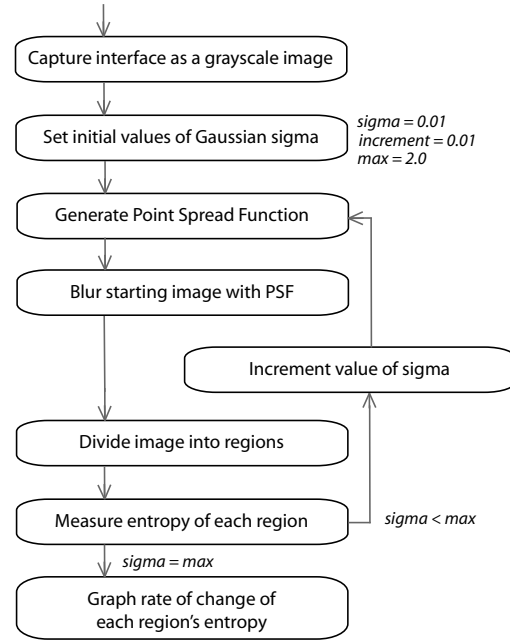 Capture interface as a grayscale image
Set initial values of Gaussian sigma
sigma = 0.01
increment = 0.01
max = 2.0
Generate Point Spread Function
Blur starting image with PSF
Increment value of sigma
Divide image into regions
Measure entropy of each region
sigma < max
sigma = max
Graph rate of change of
each region's entropy